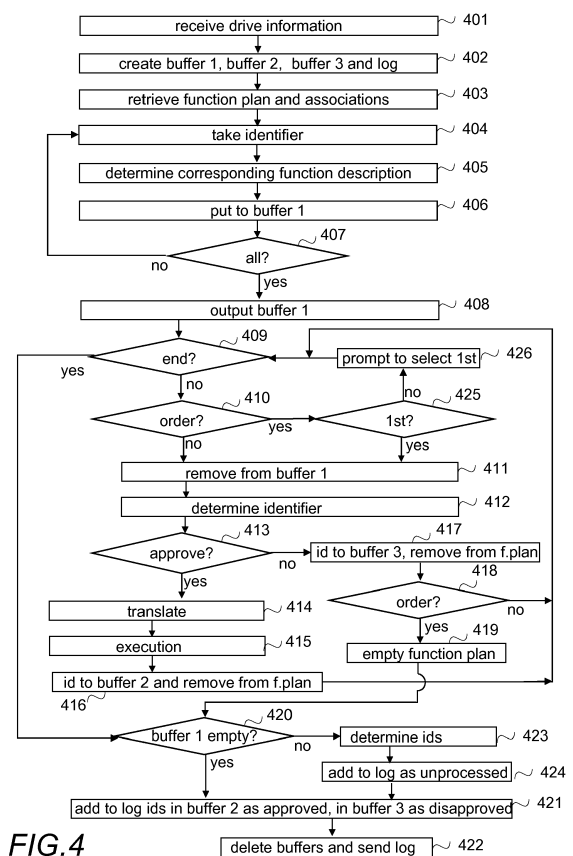 receive drive information 401
create buffer 1, buffer 2, buffer 3 and log 402
retrieve function plan and associations 403
take identifier 404
determine corresponding function description 405
put to buffer 1 406
407
all?
no
yes
output buffer 1 408
409
end?
yes
no
prompt to select 1st 426
410
order?
yes
no
425
1st?
no
yes
remove from buffer 1 411
determine identifier 412
413
approve?
no
yes
417
id to buffer 3, remove from f.plan
418
order?
no
yes
translate 414
execution 415
419
empty function plan
id to buffer 2 and remove from f.plan
416
420
buffer 1 empty?
no
yes
determine ids 423
add to log as unprocessed 424
add to log ids in buffer 2 as approved, in buffer 3 as disapproved 421
delete buffers and send log 422
FIG.4